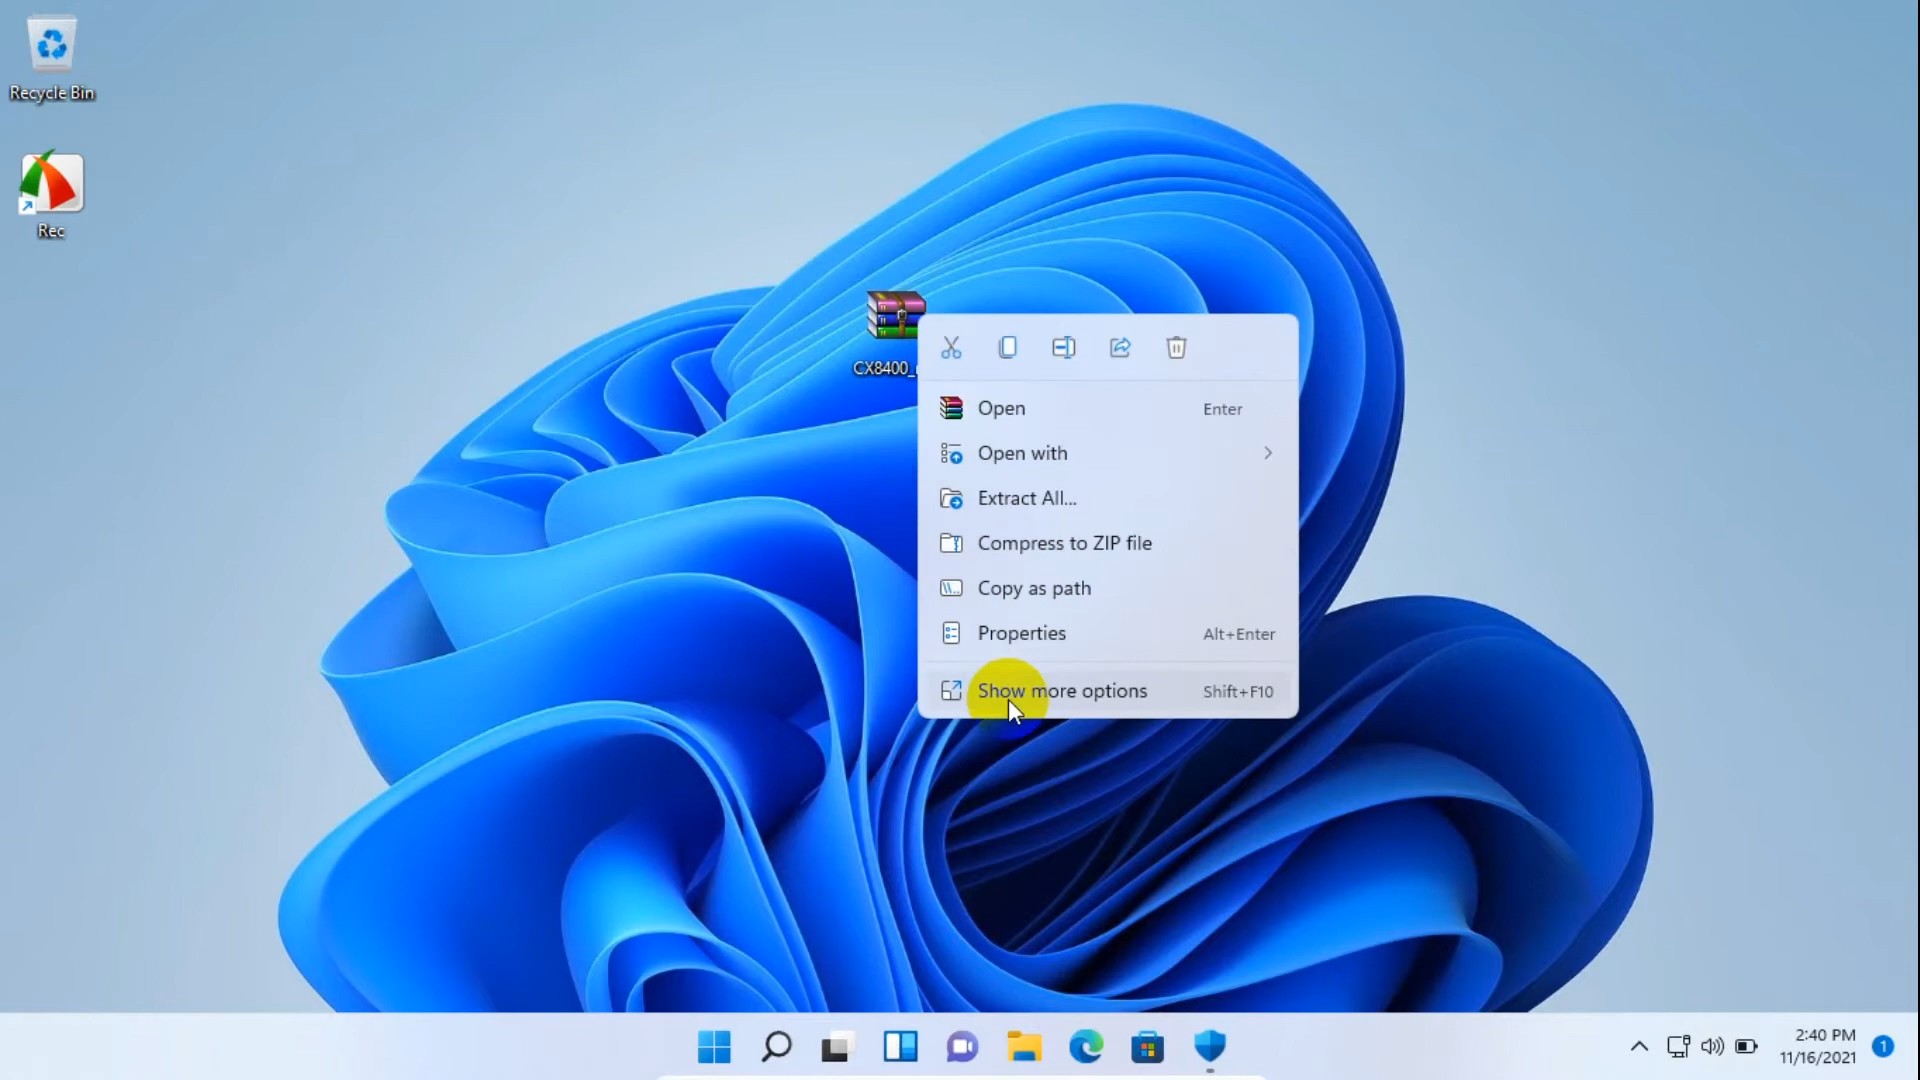 Recycle Bin
Rec
CX8400_
Open Enter
Open with
Extract All...
Compress to ZIP file
Copy as path
Properties Alt+Enter
Show more options Shift+F10
2:40 PM
11/16/2021
1